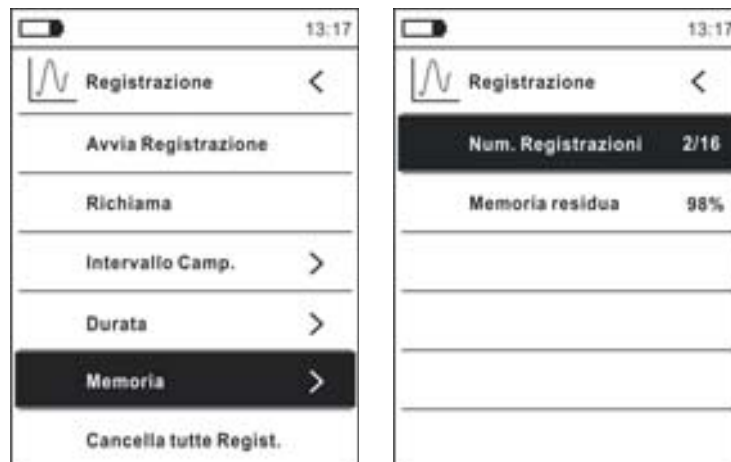 13:17
Registrazione
Avvia Registrazione
Richiama
Intervallo Camp.
Durata
Memoria
Cancella tutte Regist.
13:17
Registrazione
Num. Registrazioni 2/16
Memoria residua 98%